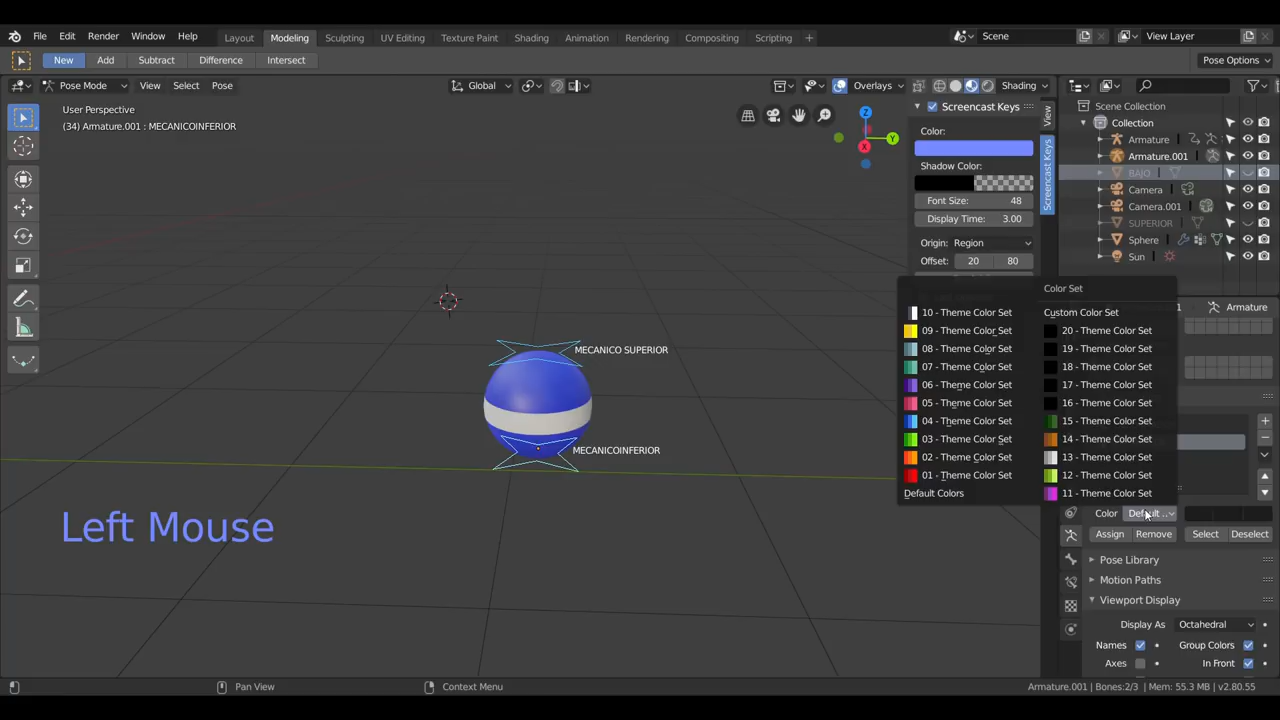 File Edit Render Window Help Layout Modeling Sculpting UV Editing Texture Paint Shading Animation Rendering Compositing Scripting + Scene View Layer
New Add Subtract Difference Intersect Pose Options
Pose Mode View Select Pose Global Overlays Shading
User Perspective
(34) Armature.001 : MECANICOINFERIOR
X
Y
Z
Screencast Keys
Color:
Shadow Color:
Font Size: 48
Display Time: 3.00
Origin: Region
Offset: 20 80
View
Screencast Keys
Scene Collection
Collection
Armature
Armature.001
BAJO
Camera
Camera.001
SUPERIOR
Sphere
Sun
Armature
Color Set
10 - Theme Color Set
09 - Theme Color Set
08 - Theme Color Set
07 - Theme Color Set
06 - Theme Color Set
05 - Theme Color Set
04 - Theme Color Set
03 - Theme Color Set
02 - Theme Color Set
01 - Theme Color Set
Default Colors
Custom Color Set
20 - Theme Color Set
19 - Theme Color Set
18 - Theme Color Set
17 - Theme Color Set
16 - Theme Color Set
15 - Theme Color Set
14 - Theme Color Set
13 - Theme Color Set
12 - Theme Color Set
11 - Theme Color Set
MECANICO SUPERIOR
MECANICOINFERIOR
Left Mouse
Color Default ..
Assign Remove Select Deselect
Pose Library
Motion Paths
Viewport Display
Display As Octahedral
Names Group Colors
Axes In Front
Pan View Context Menu Armature.001 | Bones:2/3 | Mem: 55.3 MB | v2.80.55